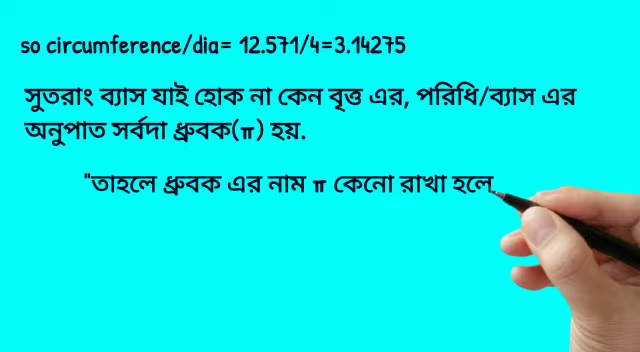 so circumference/dia= 12.571/4=3.14275
সুতরাং ব্যাস যাই হোক না কেন বৃত্ত এর, পরিধি/ব্যাস এর
অনুপাত সর্বদা ধ্রুবক(π) হয়.
"তাহলে ধ্রুবক এর নাম π কেনো রাখা হলে